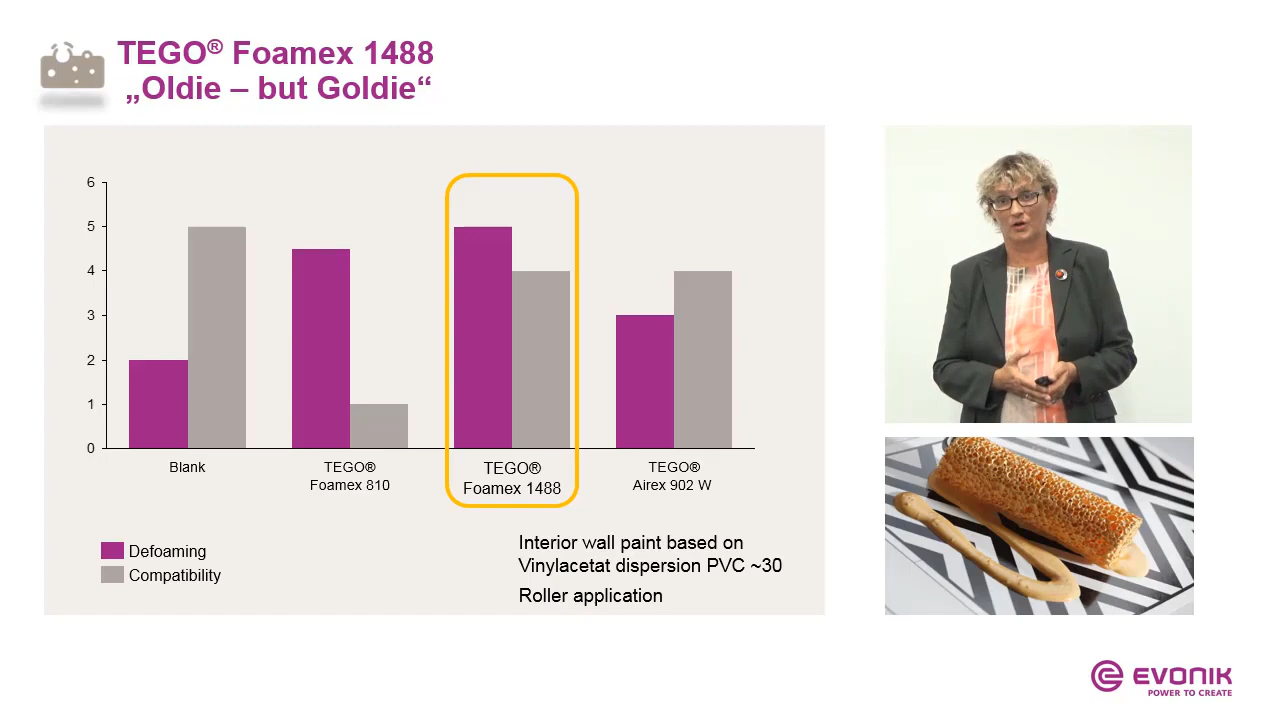 TEGO® Foamex 1488
„Oldie – but Goldie“
6
5
4
3
2
1
0
Blank
TEGO®
Foamex 810
TEGO®
Foamex 1488
TEGO®
Airex 902 W
Defoaming
Compatibility
Interior wall paint based on
Vinylacetat dispersion PVC ~30
Roller application
EVONIK
POWER TO CREATE